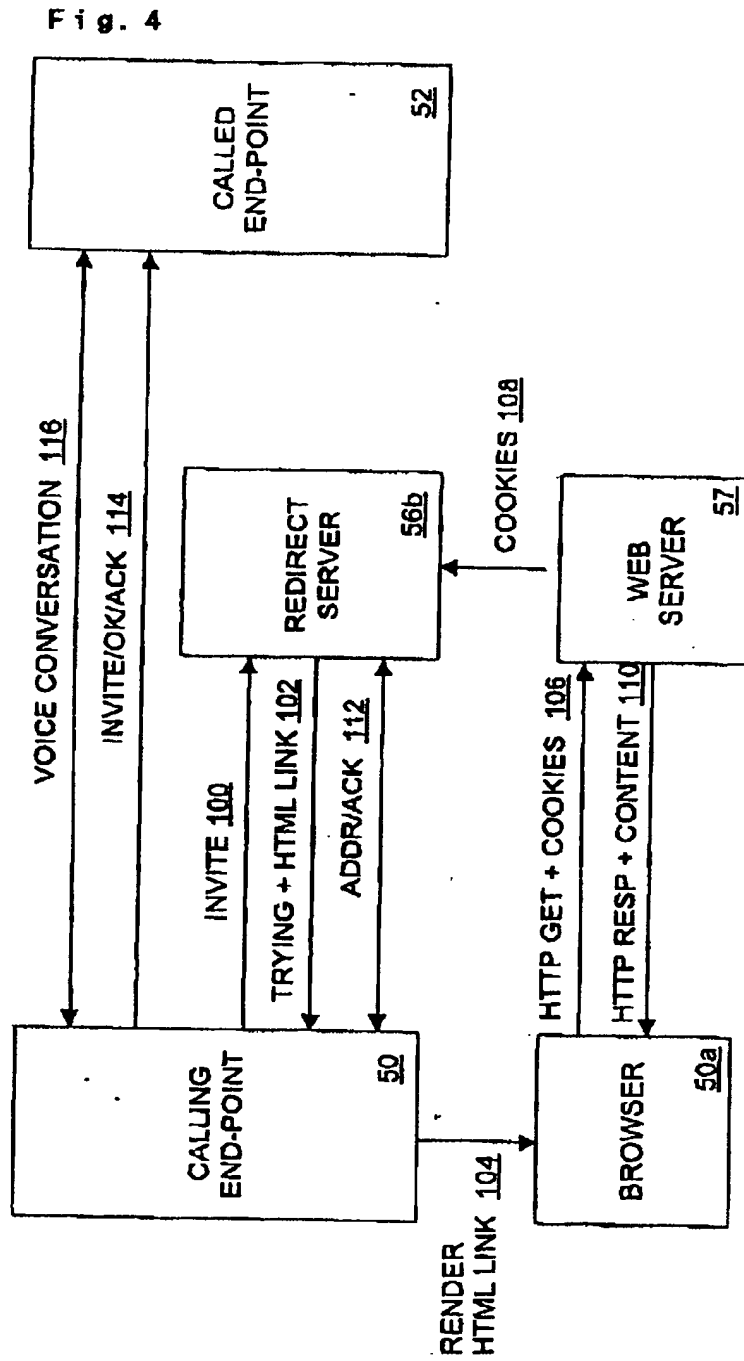 Fig. 4
VOICE CONVERSATION 116
INVITE/OK/ACK 114
CALLING
END-POINT
50
CALLED
END-POINT
52
INVITE 100
TRYING + HTML LINK 102
ADDR/ACK 112
REDIRECT
SERVER
56b
RENDER
HTML LINK 104
COOKIES 108
HTTP GET + COOKIES 106
HTTP RESP + CONTENT 110
BROWSER
50a
WEB
SERVER
57